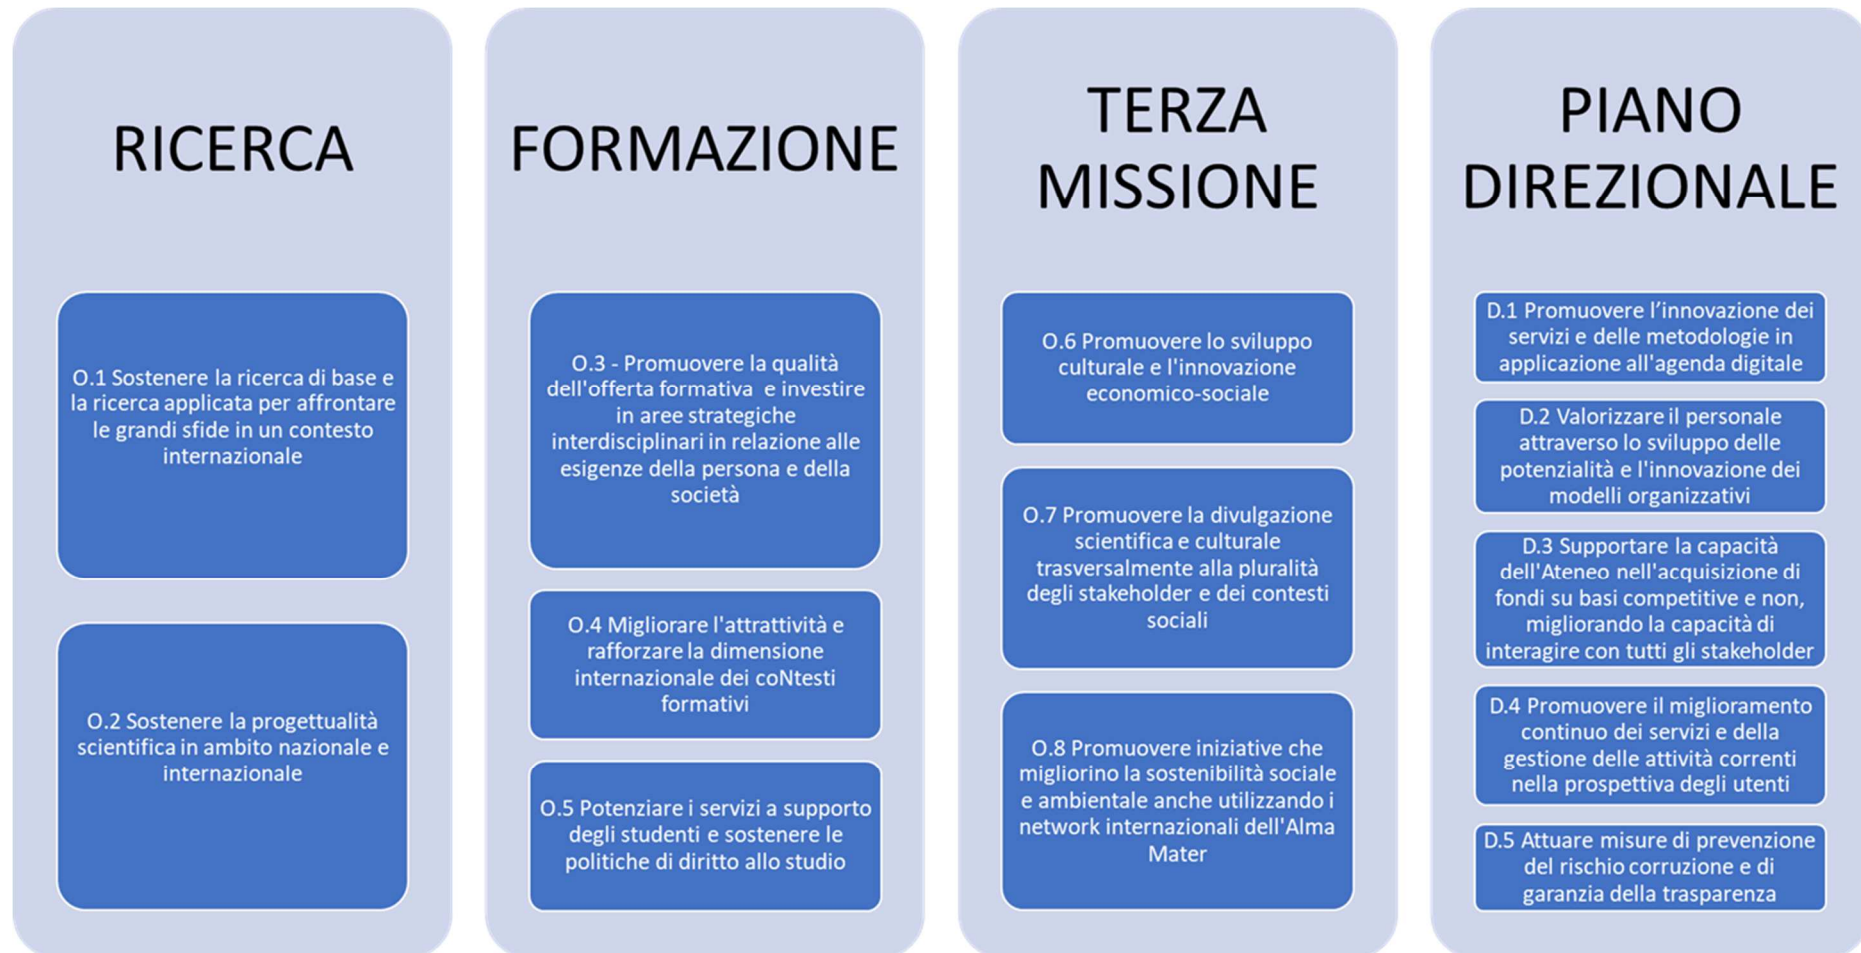 RICERCA
O.1 Sostenere la ricerca di base e
la ricerca applicata per affrontare
le grandi sfide in un contesto
internazionale
O.2 Sostenere la progettualità
scientifica in ambito nazionale e
internazionale
FORMAZIONE
O.3 - Promuovere la qualità
dell'offerta formativa e investire
in aree strategiche
interdisciplinari in relazione alle
esigenze della persona e della
società
O.4 Migliorare l'attrattività e
rafforzare la dimensione
internazionale dei coNtesti
formativi
O.5 Potenziare i servizi a supporto
degli studenti e sostenere le
politiche di diritto allo studio
TERZA
MISSIONE
O.6 Promuovere lo sviluppo
culturale e l'innovazione
economico-sociale
O.7 Promuovere la divulgazione
scientifica e culturale
trasversalmente alla pluralità
degli stakeholder e dei contesti
sociali
O.8 Promuovere iniziative che
migliorino la sostenibilità sociale
e ambientale anche utilizzando i
network internazionali dell'Alma
Mater
PIANO
DIREZIONALE
D.1 Promuovere l’innovazione dei
servizi e delle metodologie in
applicazione all'agenda digitale
D.2 Valorizzare il personale
attraverso lo sviluppo delle
potenzialità e l'innovazione dei
modelli organizzativi
D.3 Supportare la capacità
dell'Ateneo nell'acquisizione di
fondi su basi competitive e non,
migliorando la capacità di
interagire con tutti gli stakeholder
D.4 Promuovere il miglioramento
continuo dei servizi e della
gestione delle attività correnti
nella prospettiva degli utenti
D.5 Attuare misure di prevenzione
del rischio corruzione e di
garanzia della trasparenza